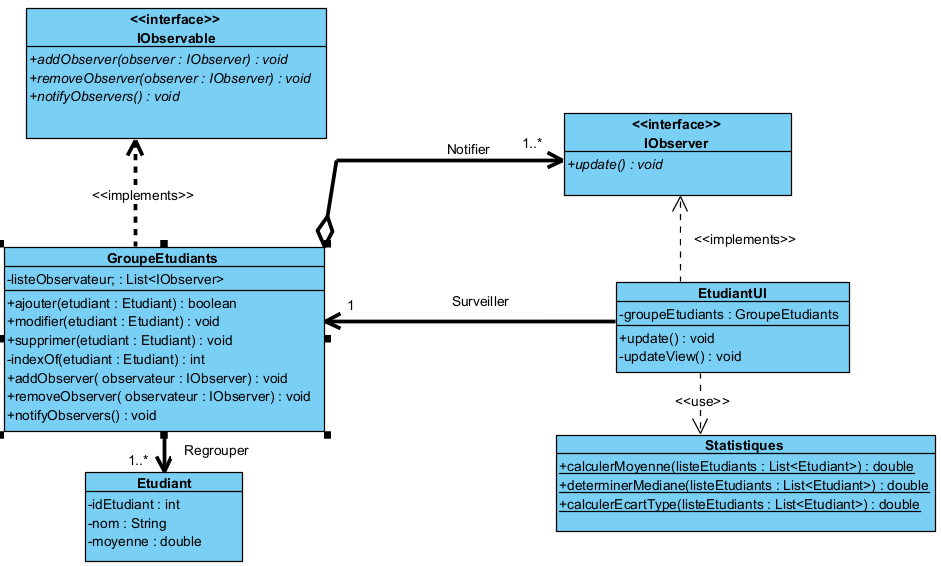 <<interface>>
IObservable
+addObserver(observer : IObserver) : void
+removeObserver(observer : IObserver) : void
+notifyObservers() : void
<<implements>>
Notifier
1..*
<<interface>>
IObserver
+update() : void
<<implements>>
GroupeEtudiants
-listeObservateur; : List<IObserver>
+ajouter(etudiant : Etudiant) : boolean
+modifier(etudiant : Etudiant) : void
+supprimer(etudiant : Etudiant) : void
-indexOf(etudiant : Etudiant) : int
+addObserver( observateur : IObserver) : void
+removeObserver( observateur : IObserver) : void
+notifyObservers() : void
1
Surveiller
EtudiantUI
-groupeEtudiants : GroupeEtudiants
+update() : void
-updateView() : void
<<use>>
Statistiques
+calculerMoyenne(listeEtudiants : List<Etudiant>) : double
+determinerMediane(listeEtudiants : List<Etudiant>) : double
+calculerEcartType(listeEtudiants : List<Etudiant>) : double
Regrouper
1..*
Etudiant
-idEtudiant : int
-nom : String
-moyenne : double